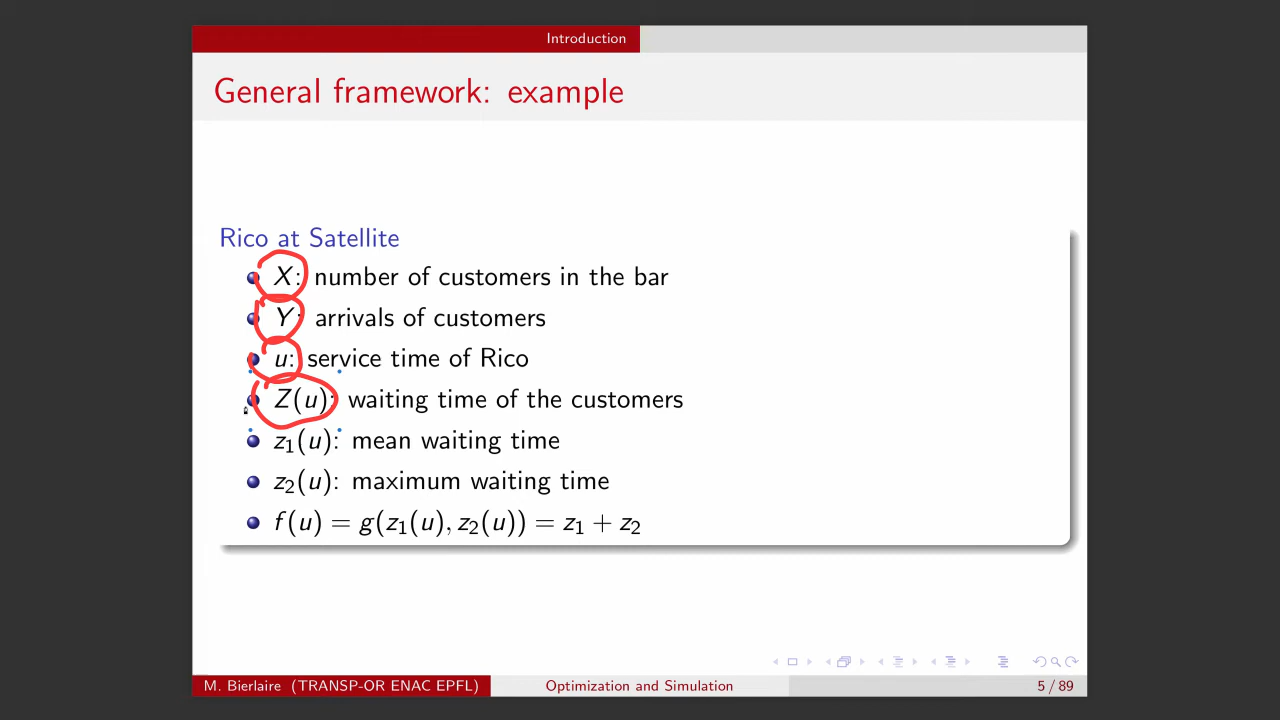 Introduction
General framework: example
Rico at Satellite
X: number of customers in the bar
Y: arrivals of customers
u: service time of Rico
Z(u): waiting time of the customers
z₁(u): mean waiting time
z₂(u): maximum waiting time
f(u) = g(z₁(u), z₂(u)) = z₁ + z₂
M. Bierlaire (TRANSP-OR ENAC EPFL) Optimization and Simulation 5 / 89